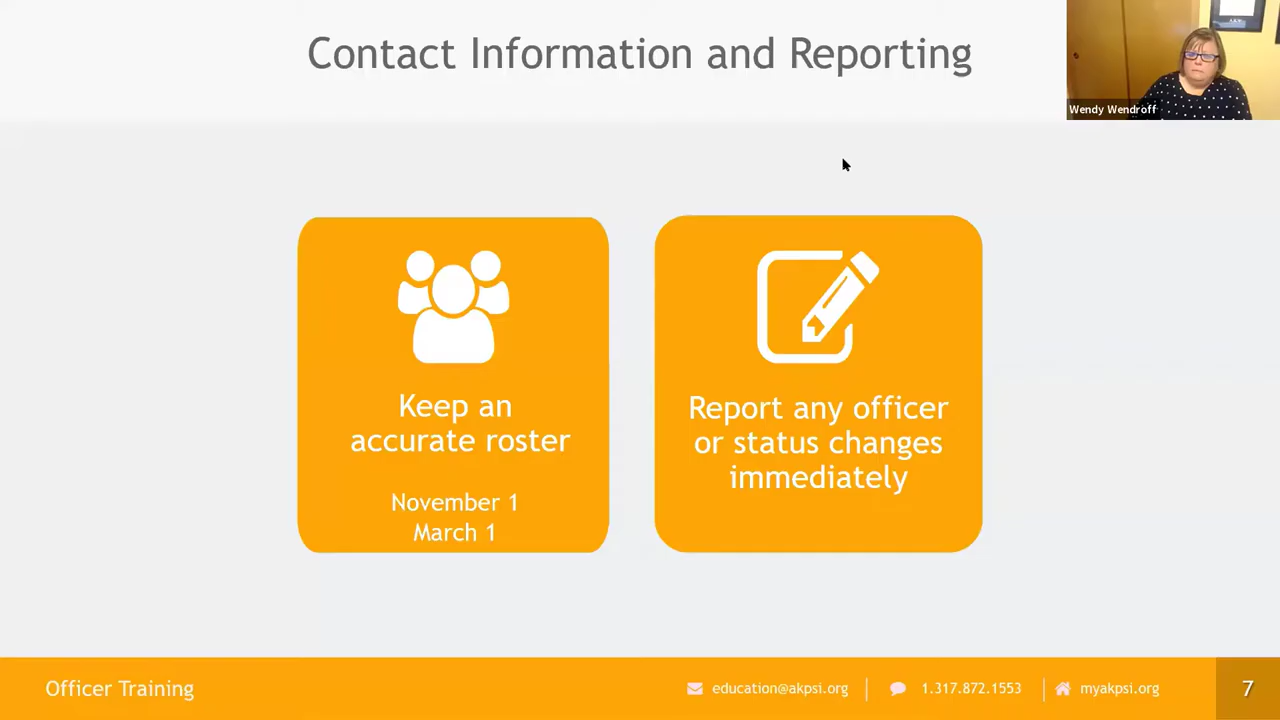 Contact Information and Reporting
Wendy Wendroff
Keep an
accurate roster
November 1
March 1
Report any officer
or status changes
immediately
Officer Training
education@akpsi.org
1.317.872.1553
myakpsi.org
7